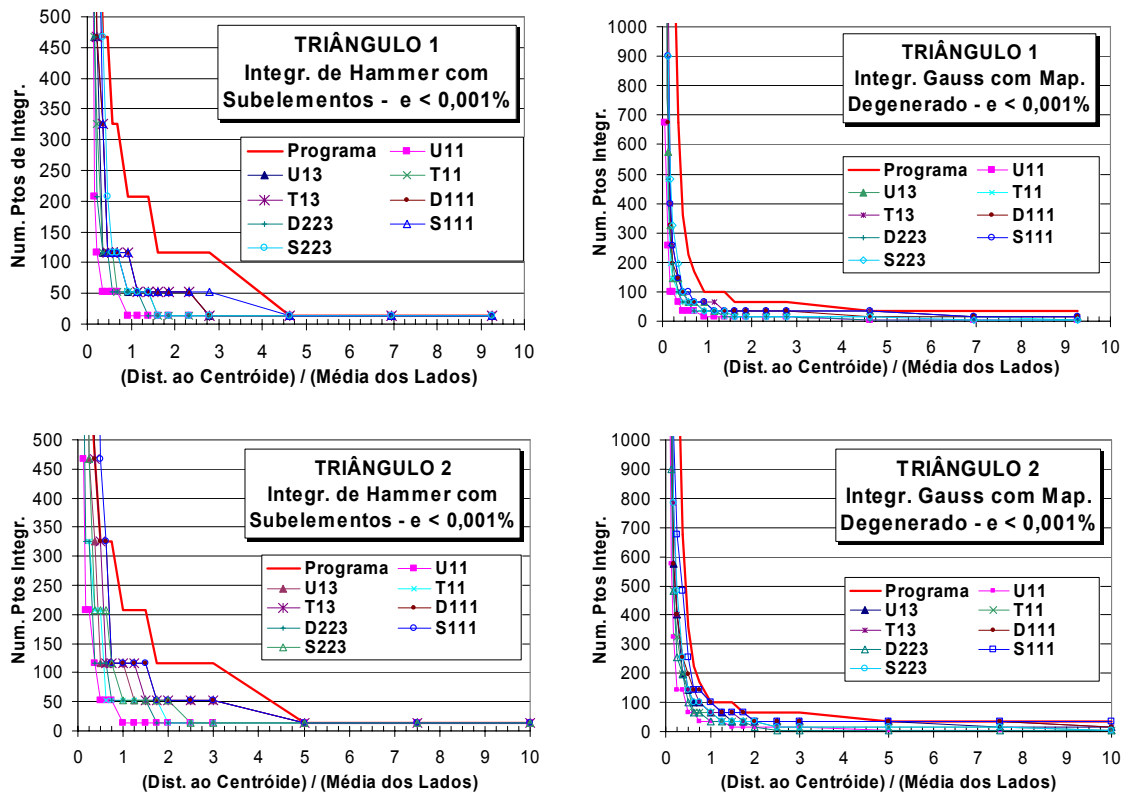 TRIÂNGULO 1
Integr. de Hammer com
Subelementos - e < 0,001%
Num. Ptos de Integr.
500
450
400
350
300
250
200
150
100
50
0
Programa U11
U13 T11
T13 D111
D223 S111
S223
0 1 2 3 4 5 6 7 8 9 10
(Dist. ao Centróide) / (Média dos Lados)
TRIÂNGULO 1
Integr. Gauss com Map.
Degenerado - e < 0,001%
Num. Ptos Integr.
1000
900
800
700
600
500
400
300
200
100
0
Programa U11
U13 T11
T13 D111
D223 S111
S223
0 1 2 3 4 5 6 7 8 9 10
(Dist. ao Centróide) / (Média dos Lados)
TRIÂNGULO 2
Integr. de Hammer com
Subelementos - e < 0,001%
Num. Ptos de Integr.
500
450
400
350
300
250
200
150
100
50
0
Programa U11
U13 T11
T13 D111
D223 S111
S223
0 1 2 3 4 5 6 7 8 9 10
(Dist. ao Centróide) / (Média dos Lados)
TRIÂNGULO 2
Integr. Gauss com Map.
Degenerado - e < 0,001%
Num. Ptos Integr.
1000
900
800
700
600
500
400
300
200
100
0
Programa U11
U13 T11
T13 D111
D223 S111
S223
0 1 2 3 4 5 6 7 8 9 10
(Dist. ao Centróide) / (Média dos Lados)